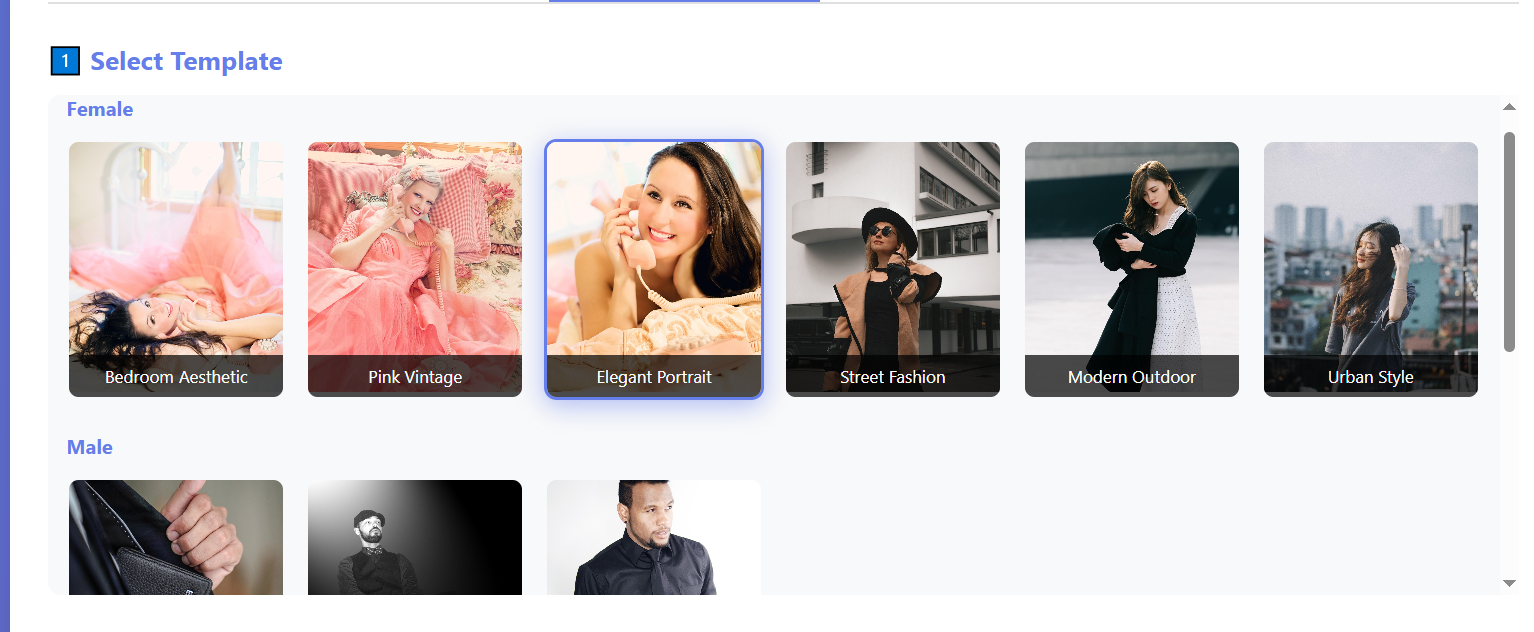 1 Select Template
Female
Bedroom Aesthetic
Pink Vintage
Elegant Portrait
Street Fashion
Modern Outdoor
Urban Style
Male